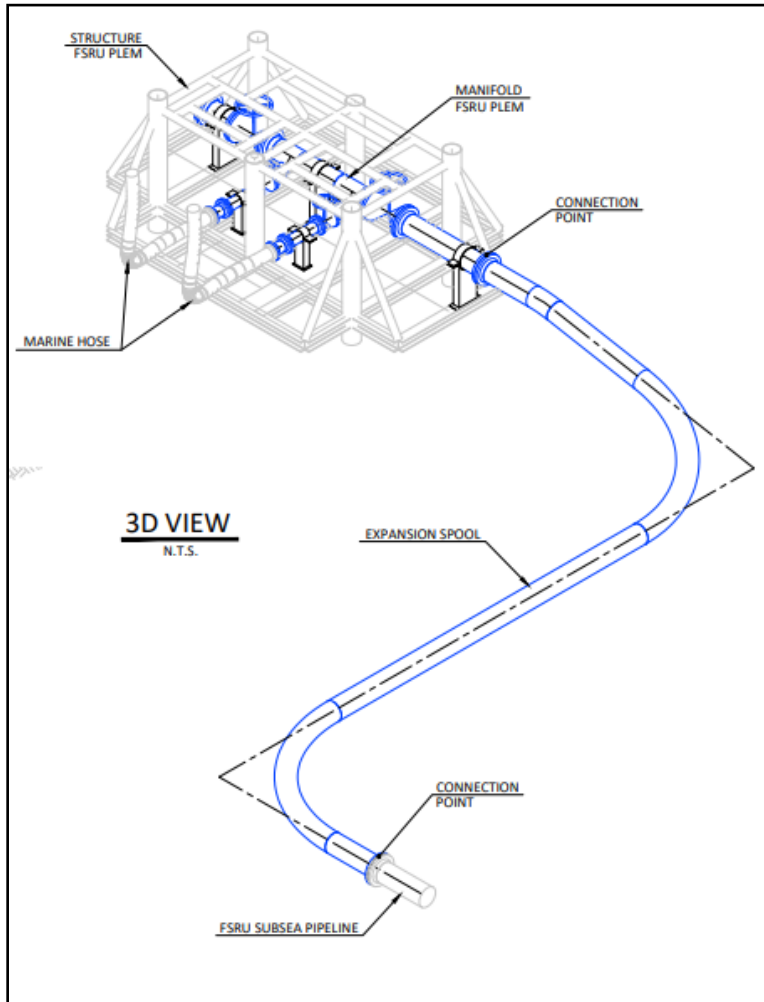 STRUCTURE
FSRU PLEM
MANIFOLD
FSRU PLEM
CONNECTION
POINT
MARINE HOSE
3D VIEW
N.T.S.
EXPANSION SPOOL
CONNECTION
POINT
FSRU SUBSEA PIPELINE